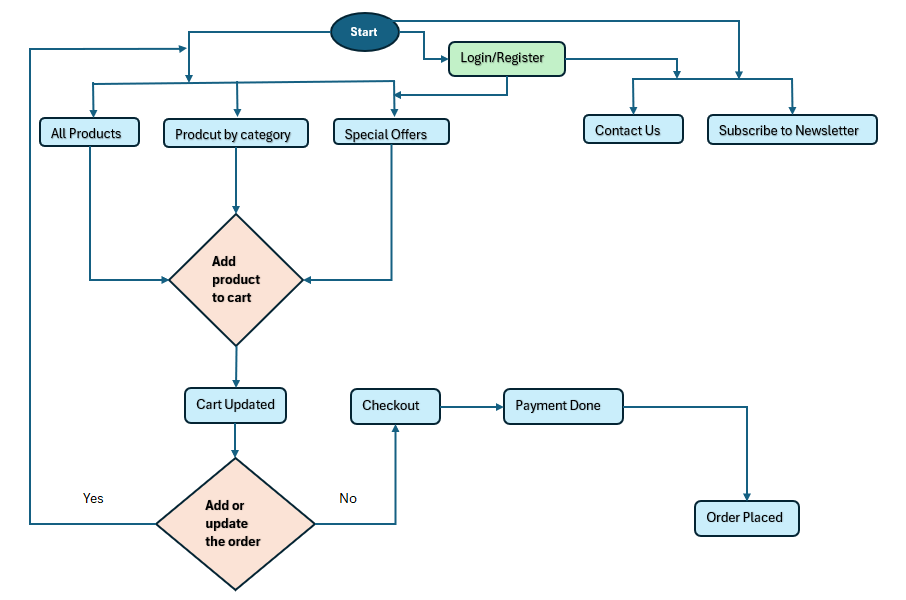 Start
Login/Register
All Products
Prodcut by category
Special Offers
Contact Us
Subscribe to Newsletter
Add
product
to cart
Cart Updated
Checkout
Payment Done
Yes
No
Add or
update
the order
Order Placed